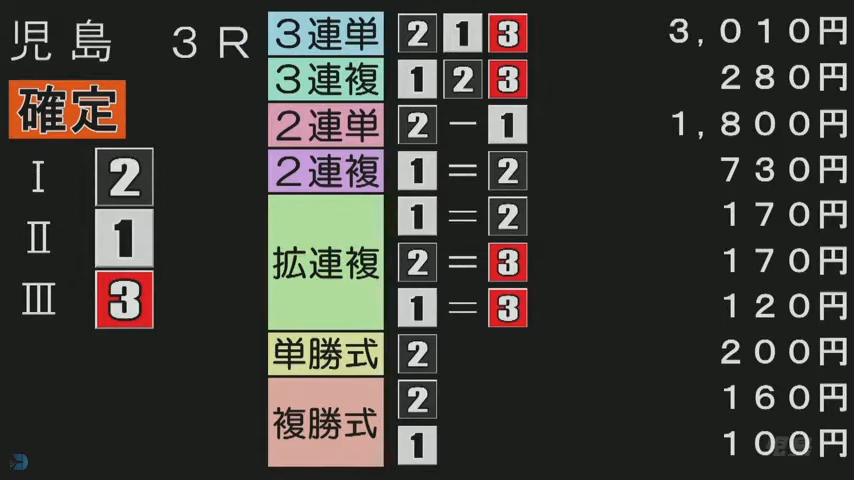 児島 3R
確定
Ⅰ 2
Ⅱ 1
Ⅲ 3
3連単 2 1 3 3,010円
3連複 1 2 3 280円
2連単 2-1 1,800円
2連複 1=2 730円
拡連複 1=2 170円
2=3 170円
1=3 120円
単勝式 2 200円
複勝式 2 160円
1 100円